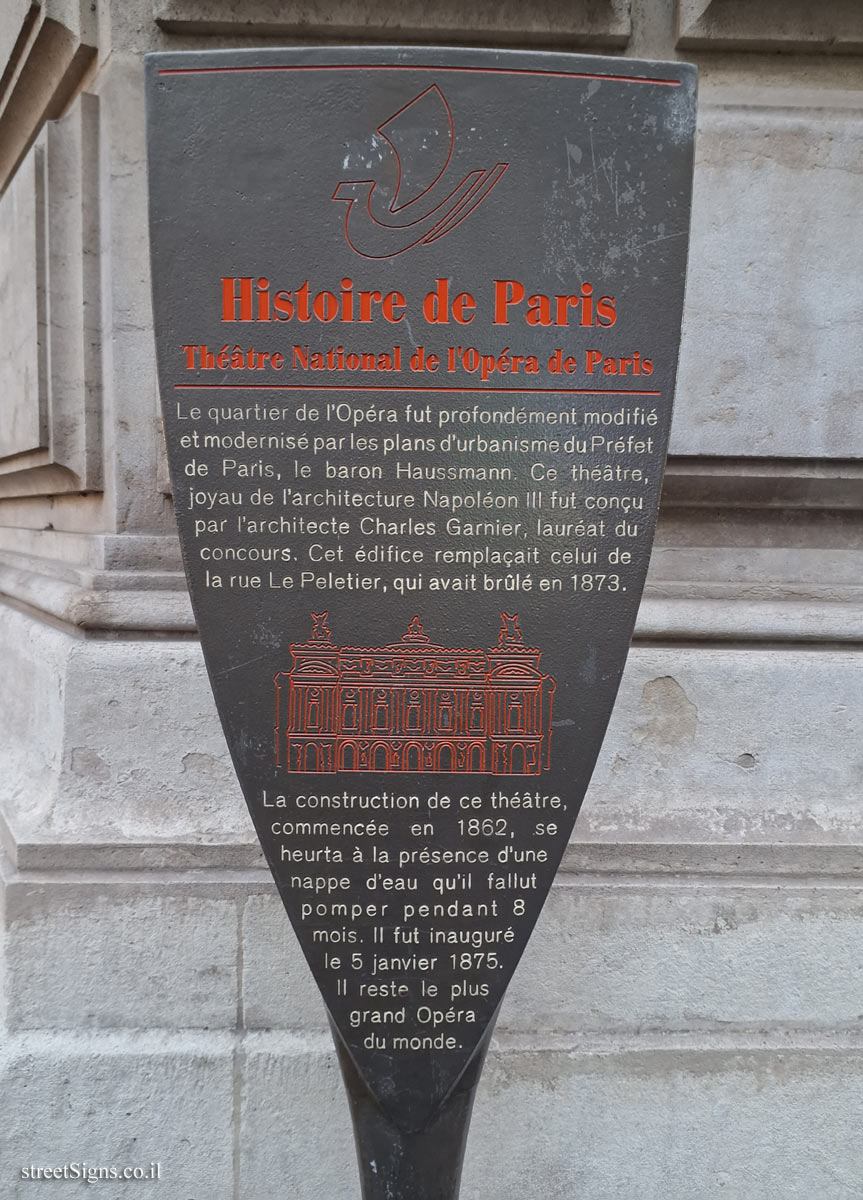 Histoire de Paris
Théâtre National de l'Opéra de Paris
Le quartier de l'Opéra fut profondément modifié
et modernisé par les plans d'urbanisme du Préfet
de Paris, le baron Haussmann. Ce théâtre,
joyau de l'architecture Napoléon III fut conçu
par l'architecte Charles Garnier, lauréat du
concours. Cet édifice remplaçait celui de
la rue Le Peletier, qui avait brûlé en 1873.
La construction de ce théâtre,
commencée en 1862, se
heurta à la présence d'une
nappe d'eau qu'il fallut
pomper pendant 8
mois. Il fut inauguré
le 5 janvier 1875.
Il reste le plus
grand Opéra
du monde.
streetSigns.co.il